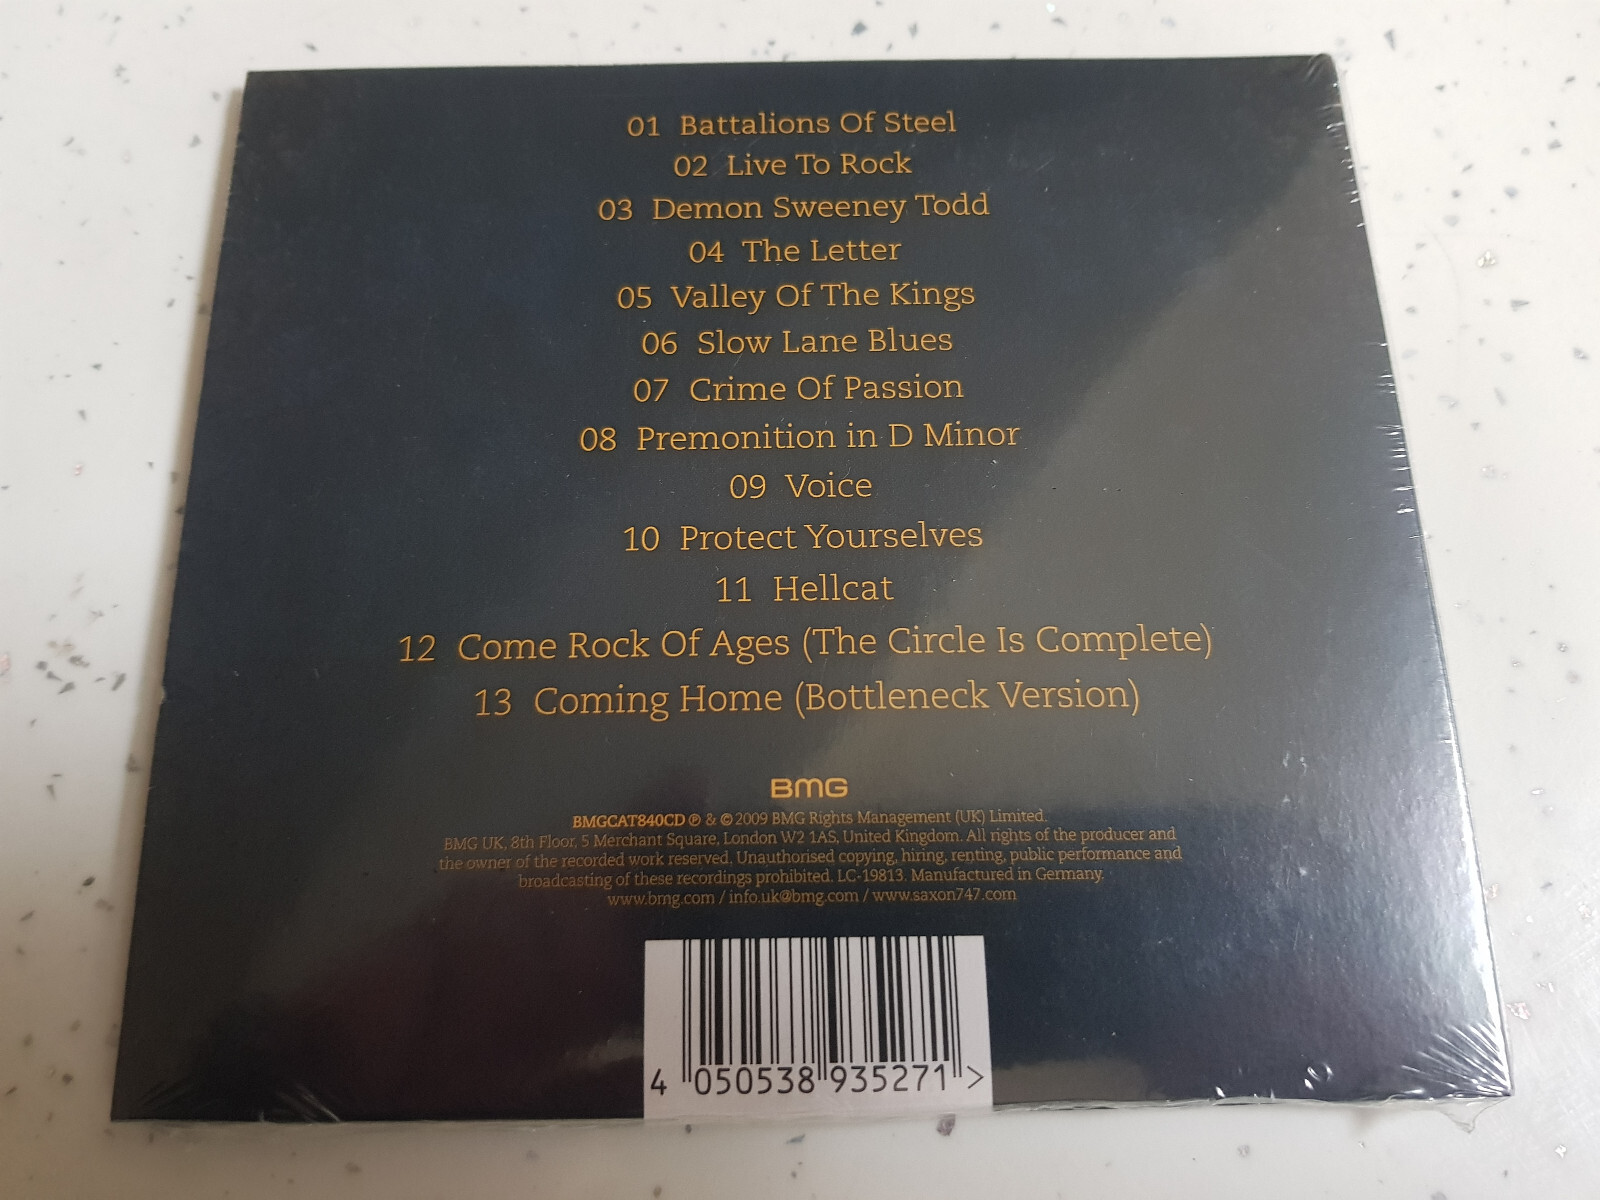 01 Battalions Of Steel
02 Live To Rock
03 Demon Sweeney Todd
04 The Letter
05 Valley Of The Kings
06 Slow Lane Blues
07 Crime Of Passion
08 Premonition in D Minor
09 Voice
10 Protect Yourselves
11 Hellcat
12 Come Rock Of Ages (The Circle Is Complete)
13 Coming Home (Bottleneck Version)
BMG
BMGCAT840CD ℗ & © 2009 BMG Rights Management (UK) Limited.
BMG UK, 8th Floor, 5 Merchant Square, London W2 1AS, United Kingdom. All rights of the producer and
the owner of the recorded work reserved. Unauthorised copying, hiring, renting, public performance and
broadcasting of these recordings prohibited. LC-19813. Manufactured in Germany.
www.bmg.com / info.uk@bmg.com / www.saxon747.com
4 050538 935271 >